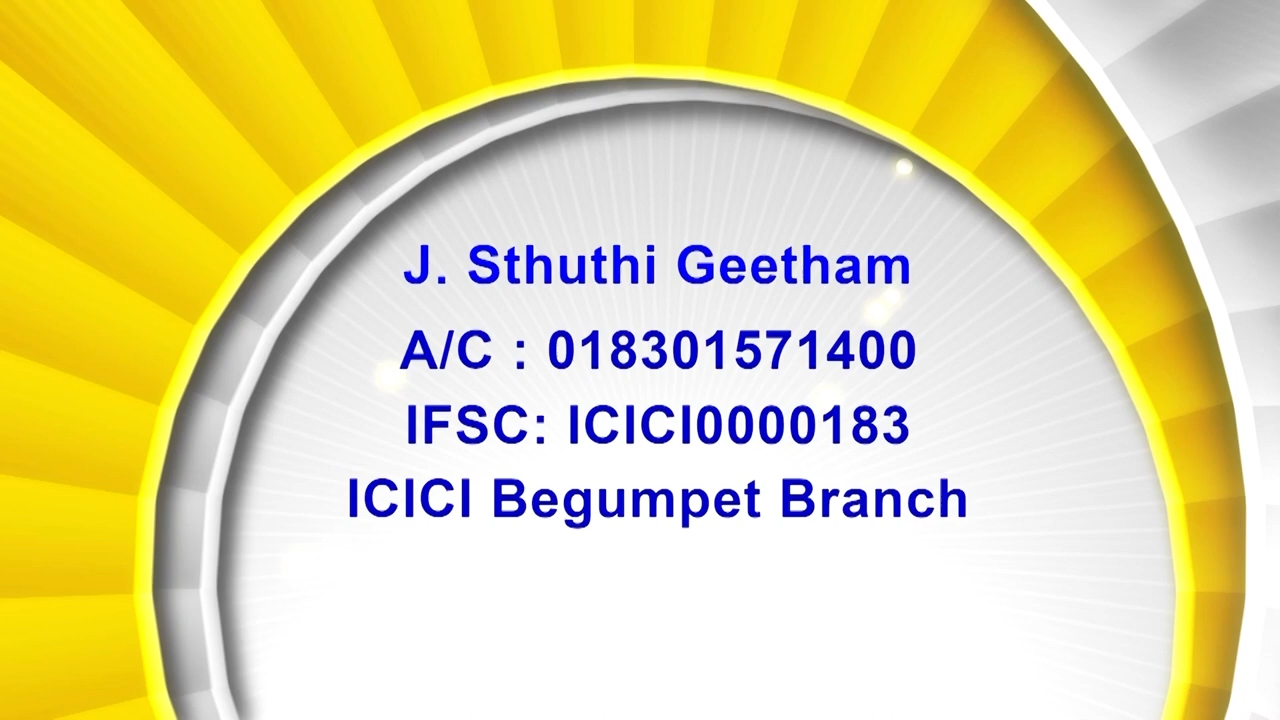 J. Sthuthi Geetham
A/C : 018301571400
IFSC: ICICI0000183
ICICI Begumpet Branch